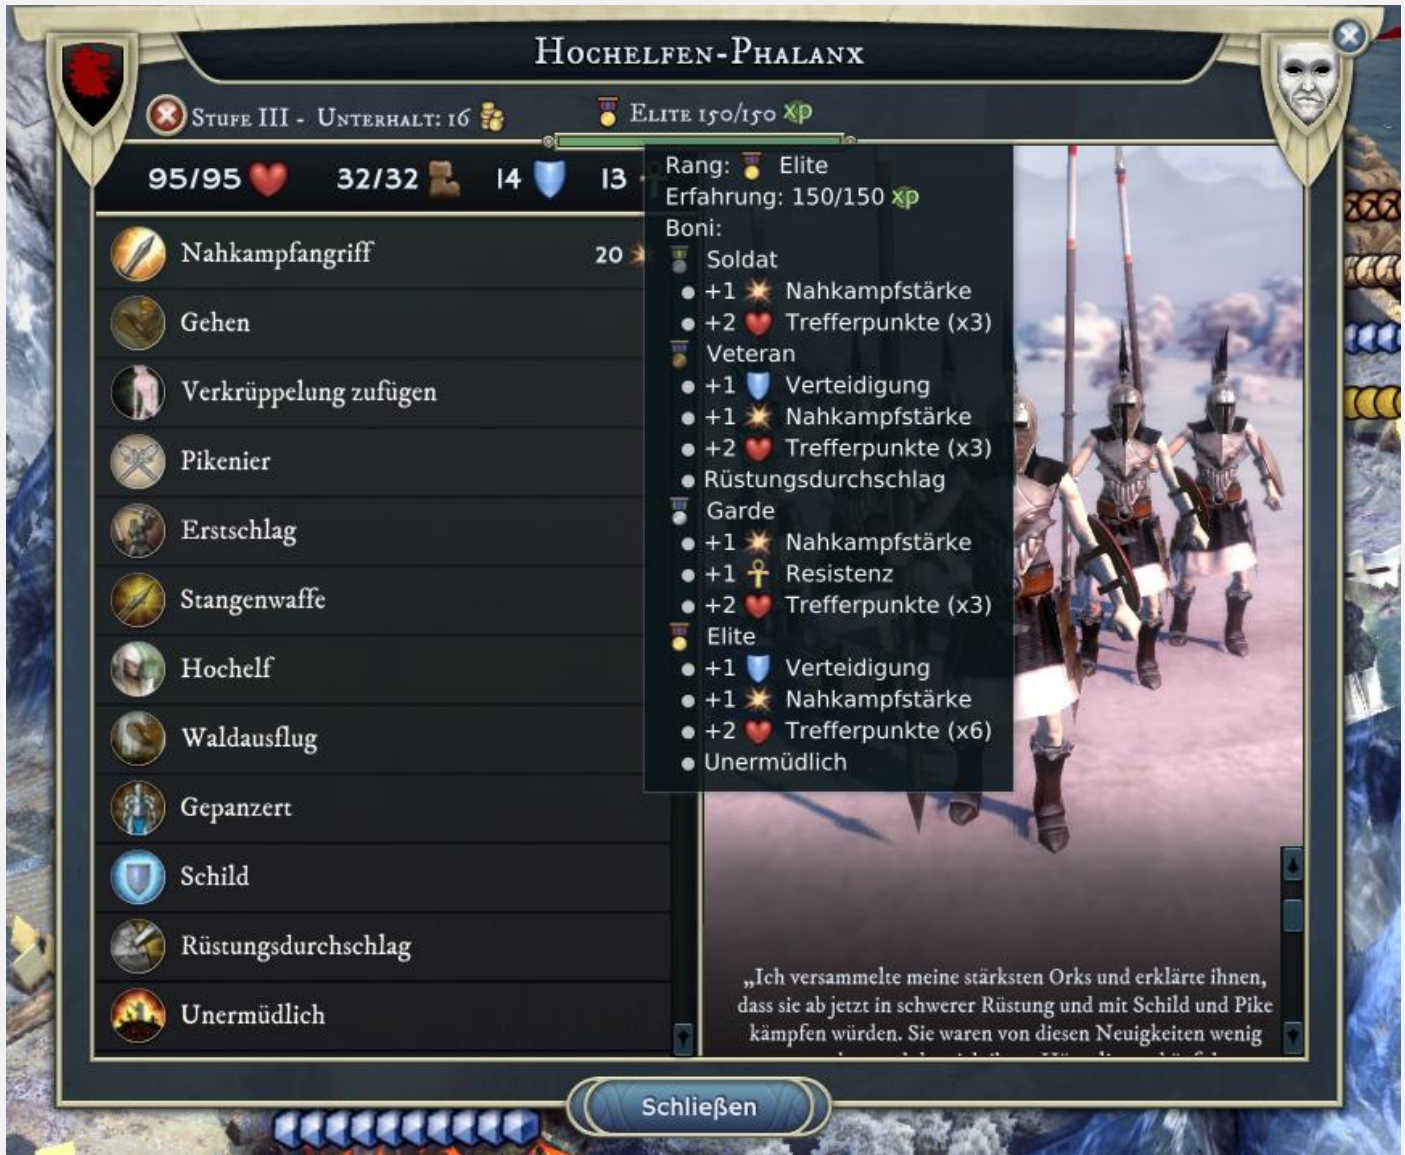 Hochelfen-Phalanx
Stufe III - Unterhalt: 16
Elite 150/150 xp
95/95 32/32 14 13
Nahkampfangriff 20
Gehen
Verkrüppelung zufügen
Pikenier
Erstschlag
Stangenwaffe
Hochelf
Waldausflug
Gepanzert
Schild
Rüstungsdurchschlag
Unermüdlich
Rang: Elite
Erfahrung: 150/150 xp
Boni:
Soldat
+1 Nahkampfstärke
+2 Trefferpunkte (x3)
Veteran
+1 Verteidigung
+1 Nahkampfstärke
+2 Trefferpunkte (x3)
Rüstungsdurchschlag
Garde
+1 Nahkampfstärke
+1 Resistenz
+2 Trefferpunkte (x3)
Elite
+1 Verteidigung
+1 Nahkampfstärke
+2 Trefferpunkte (x6)
Unermüdlich
„Ich versammelte meine stärksten Orks und erklärte ihnen,
dass sie ab jetzt in schwerer Rüstung und mit Schild und Pike
kämpfen würden. Sie waren von diesen Neuigkeiten wenig
Schließen